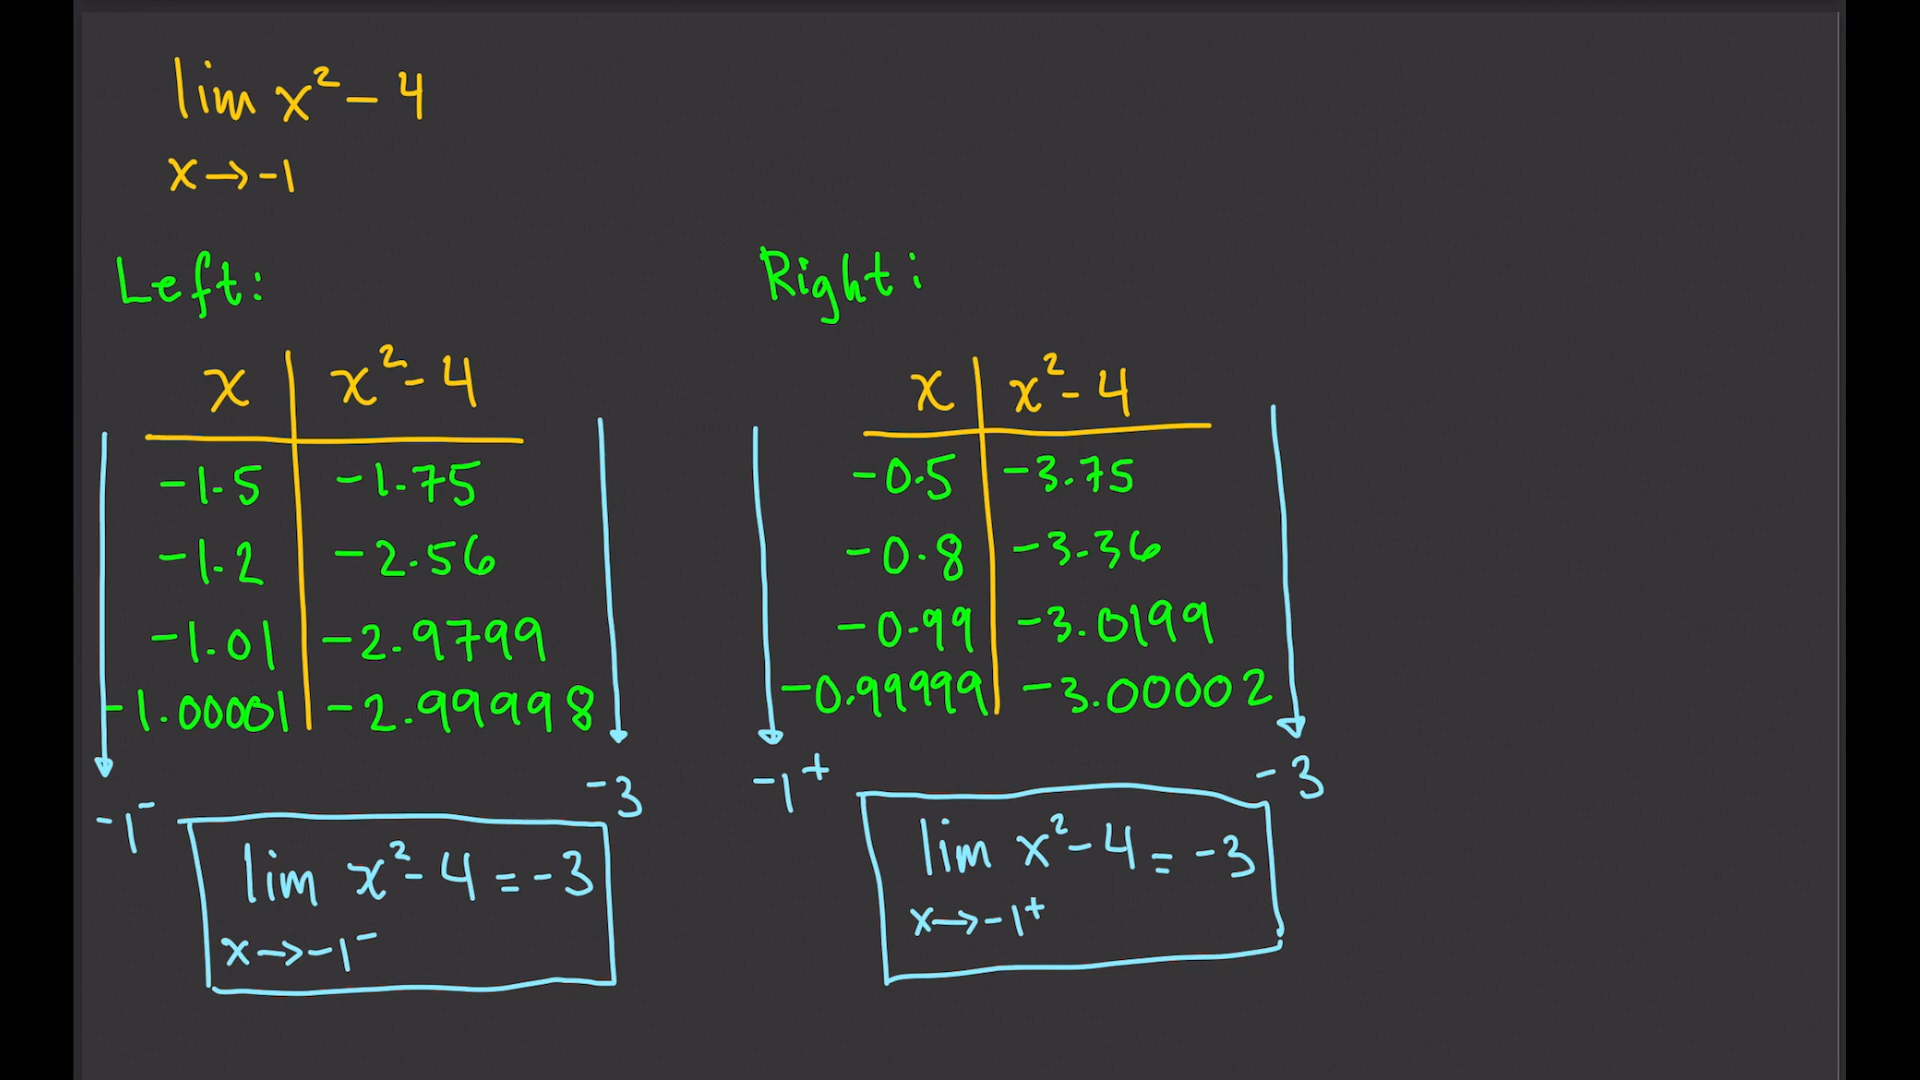 lim x² - 4
x → -1
Left:
x | x² - 4
-1.5 | -1.75
-1.2 | -2.56
-1.01 | -2.9799
-1.00001 | -2.99998
-1⁻
-3
lim x² - 4 = -3
x → -1⁻
Right:
x | x² - 4
-0.5 | -3.75
-0.8 | -3.36
-0.99 | -3.0199
-0.99999 | -3.00002
-1⁺
-3
lim x² - 4 = -3
x → -1⁺